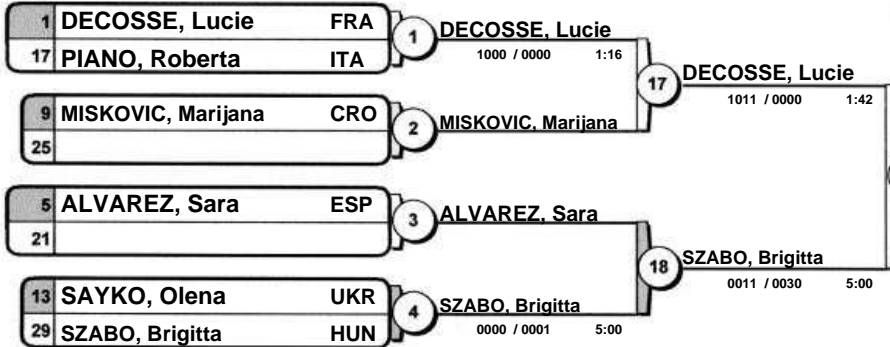 1 DECOSSE, Lucie FRA
17 PIANO, Roberta ITA
1
DECOSSE, Lucie
1000 / 0000 1:16
9 MISKOVIC, Marijana CRO
25
2
MISKOVIC, Marijana
17
DECOSSE, Lucie
1011 / 0000 1:42
5 ALVAREZ, Sara ESP
21
3
ALVAREZ, Sara
13 SAYKO, Olena UKR
29 SZABO, Brigitta HUN
4
SZABO, Brigitta
0000 / 0001 5:00
18
SZABO, Brigitta
0011 / 0030 5:00